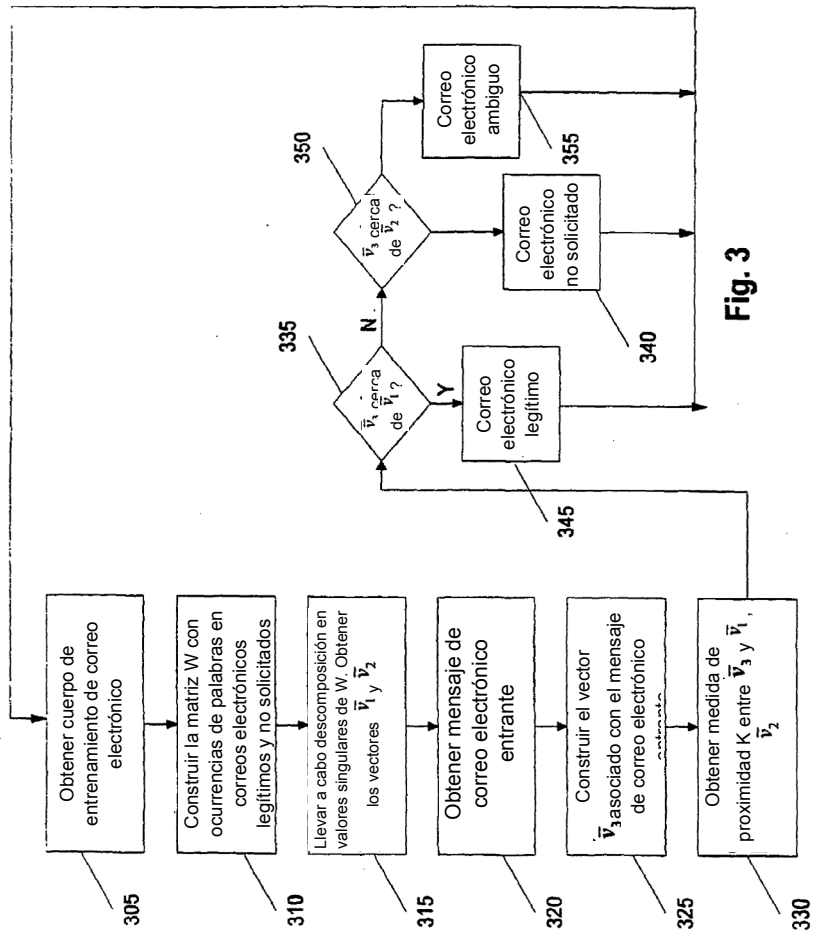 Obtener cuerpo de
entrenamiento de correo
electrónico
305
Construir la matriz W con
ocurrencias de palabras en
correos electrónicos
legítimos y no solicitados
310
Llevar a cabo descomposición en
valores singulares de W. Obtener
los vectores v̅₁ y v̅₂
315
Obtener mensaje de
correo electrónico
entrante
320
Construir el vector
v̅₃ asociado con el mensaje
de correo electrónico
entrante
325
Obtener medida de
proximidad K entre v̅₃ y v̅₁ ,
v̅₂
330
v̅₃ cerca
de v̅₁ ?
335
Y
N
Correo
electrónico
legítimo
345
v̅₃ cerca
de v̅₂ ?
350
Correo
electrónico
no solicitado
340
Correo
electrónico
ambiguo
355
Fig. 3